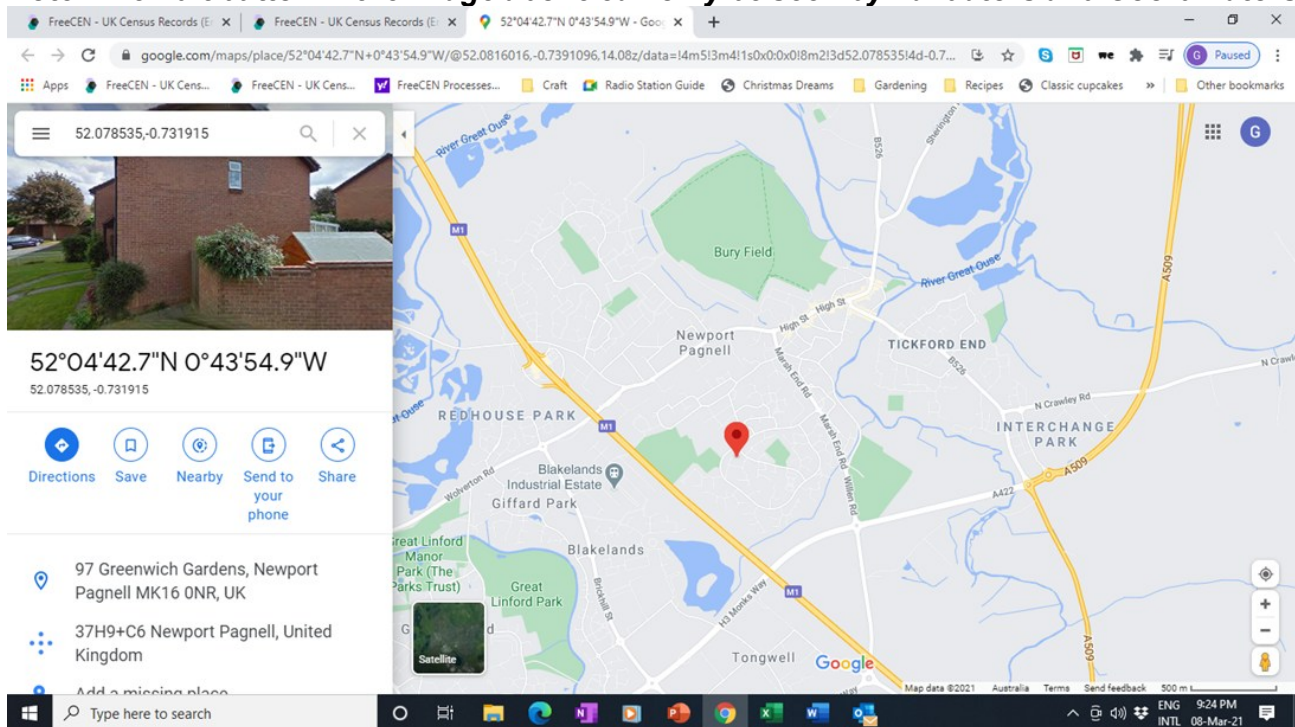 FreeCEN - UK Census Records (E
FreeCEN - UK Census Records (E
52°04'42.7"N 0°43'54.9"W - Goo
google.com/maps/place/52°04'42.7"N+0°43'54.9"W/@52.0816016,-0.7391096,14.08z/data=!4m5!3m4!1s0x0:0x0!8m2!3d52.078535!4d-0.7...
Paused
Apps
FreeCEN - UK Cens...
FreeCEN - UK Cens...
FreeCEN Processes...
Craft
Radio Station Guide
Christmas Dreams
Gardening
Recipes
Classic cupcakes
»
Other bookmarks
52.078535,-0.731915
52°04'42.7"N 0°43'54.9"W
52.078535, -0.731915
Directions
Save
Nearby
Send to
your
phone
Share
97 Greenwich Gardens, Newport
Pagnell MK16 0NR, UK
37H9+C6 Newport Pagnell, United
Kingdom
Add a missing place
River Great Ouse
B526
Sherington
G
M1
Bury Field
River Great Ouse
A509
High St
High St
Newport
Pagnell
TICKFORD END
B526
Marsh End Rd
N Crawley Rd
REDHOUSE PARK
M1
INTERCHANGE
PARK
Marsh End Rd
A509
Wolverton Rd
Blakelands
Industrial Estate
Willen Rd
A422
Giffard Park
Great Linford
Manor
Park (The
Parks Trust)
Blakelands
Great
Linford Park
Brickhill St
H3 Monks Way
M1
A509
Satellite
Tongwell
Google
Map data ©2021
Australia
Terms
Send feedback
500 m
Type here to search
ENG
INTL
9:24 PM
08-Mar-21